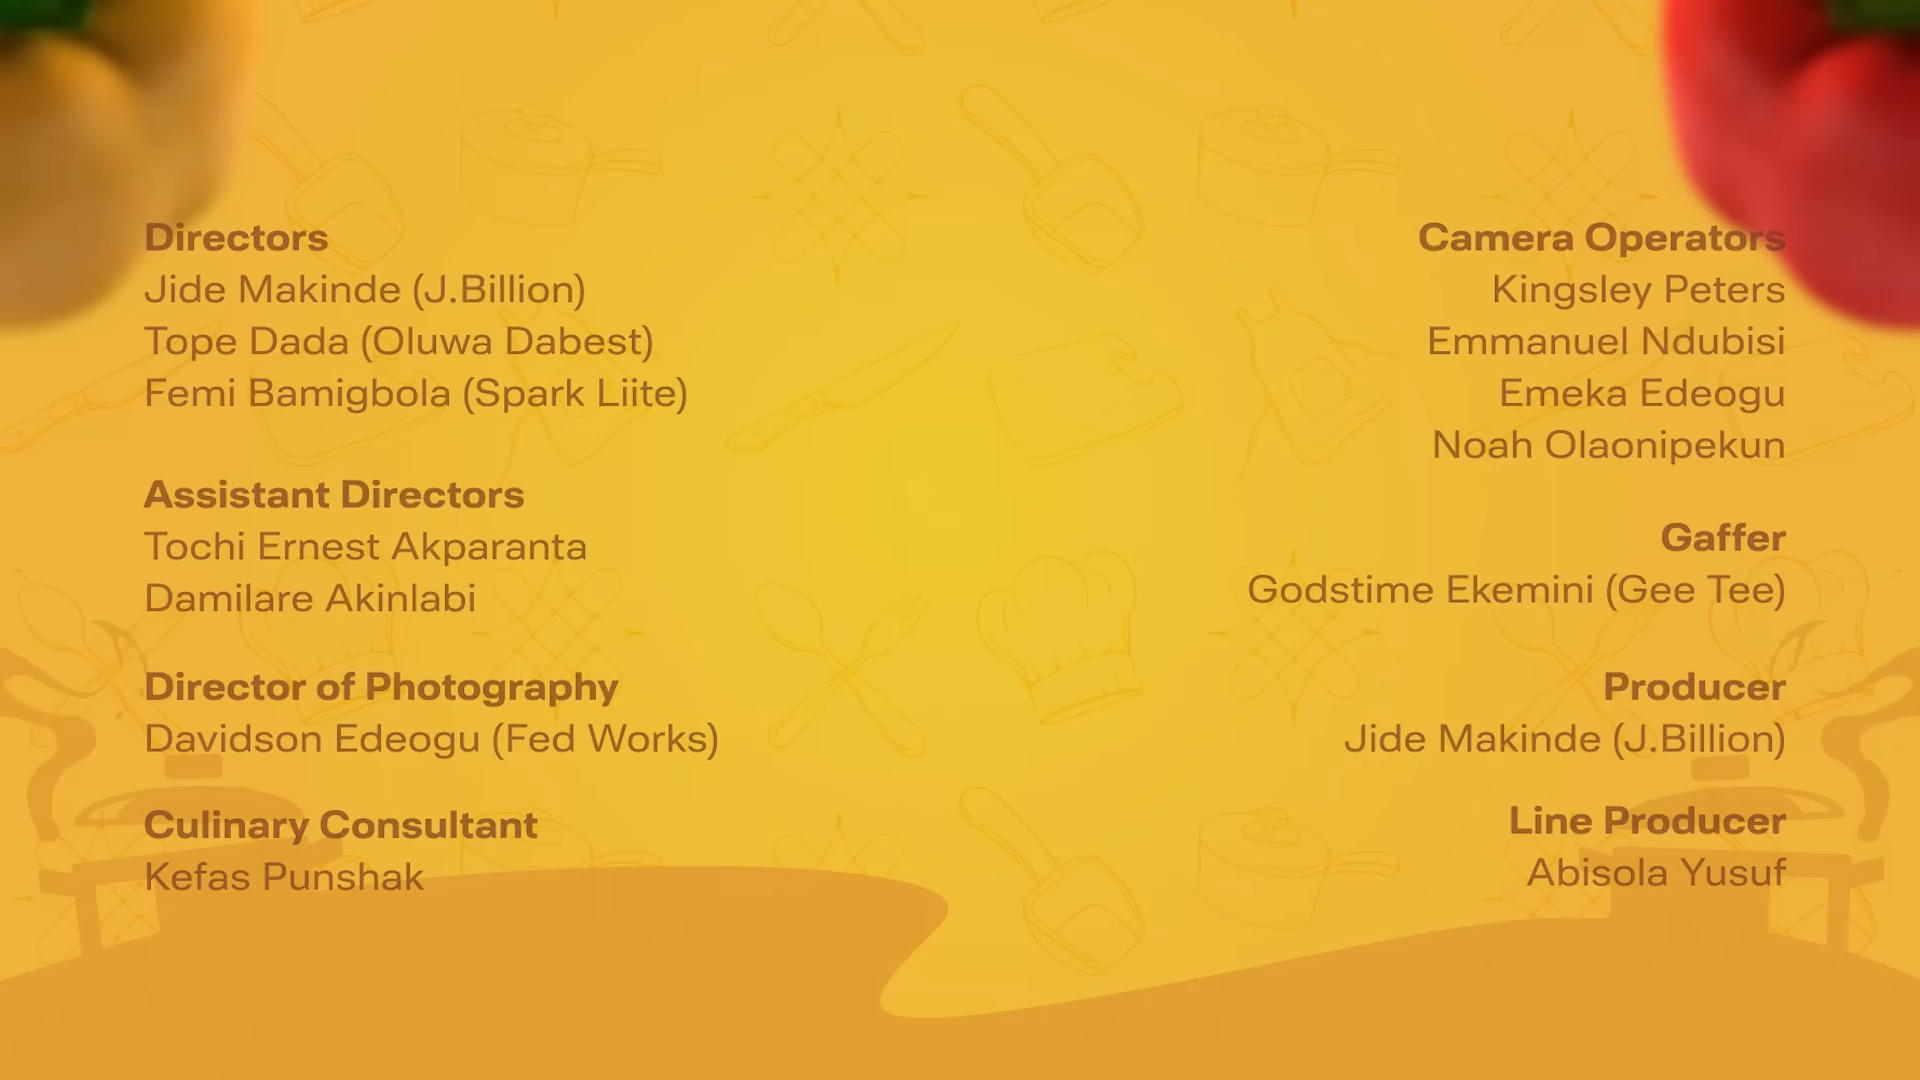 Directors
Jide Makinde (J.Billion)
Tope Dada (Oluwa Dabest)
Femi Bamigbola (Spark Liite)
Assistant Directors
Tochi Ernest Akparanta
Damilare Akinlabi
Director of Photography
Davidson Edeogu (Fed Works)
Culinary Consultant
Kefas Punshak
Camera Operators
Kingsley Peters
Emmanuel Ndubisi
Emeka Edeogu
Noah Olaonipekun
Gaffer
Godstime Ekemini (Gee Tee)
Producer
Jide Makinde (J.Billion)
Line Producer
Abisola Yusuf